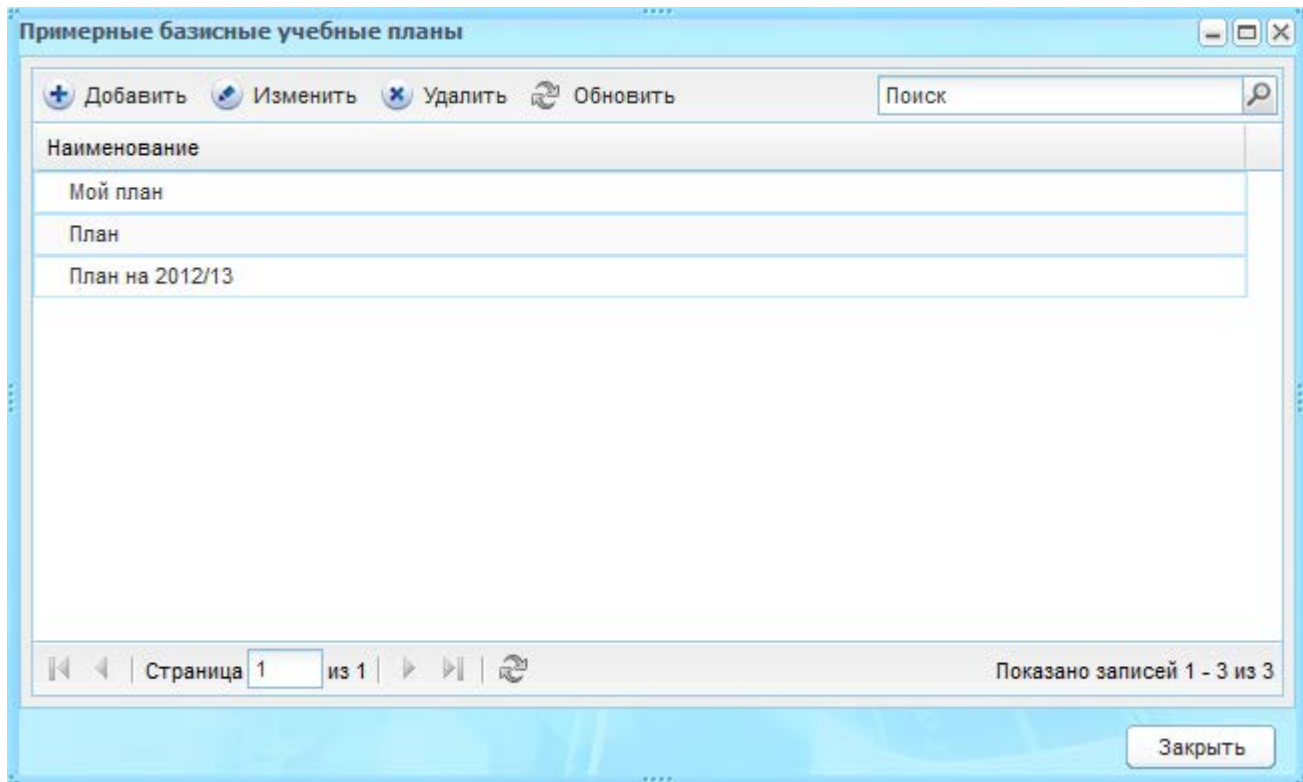 Примерные базисные учебные планы
Добавить Изменить Удалить Обновить Поиск
Наименование
Мой план
План
План на 2012/13
Страница 1 из 1 Показано записей 1 - 3 из 3
Закрыть